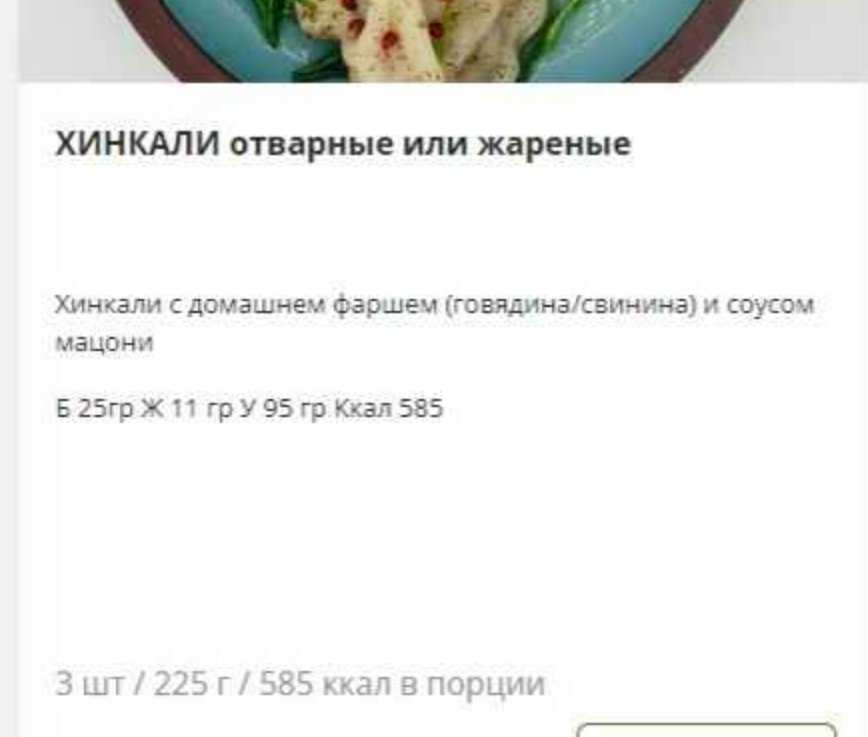 ХИНКАЛИ отварные или жареные
Хинкали с домашнем фаршем (говядина/свинина) и соусом
мацони
Б 25гр Ж 11 гр У 95 гр Ккал 585
3 шт / 225 г / 585 ккал в порции